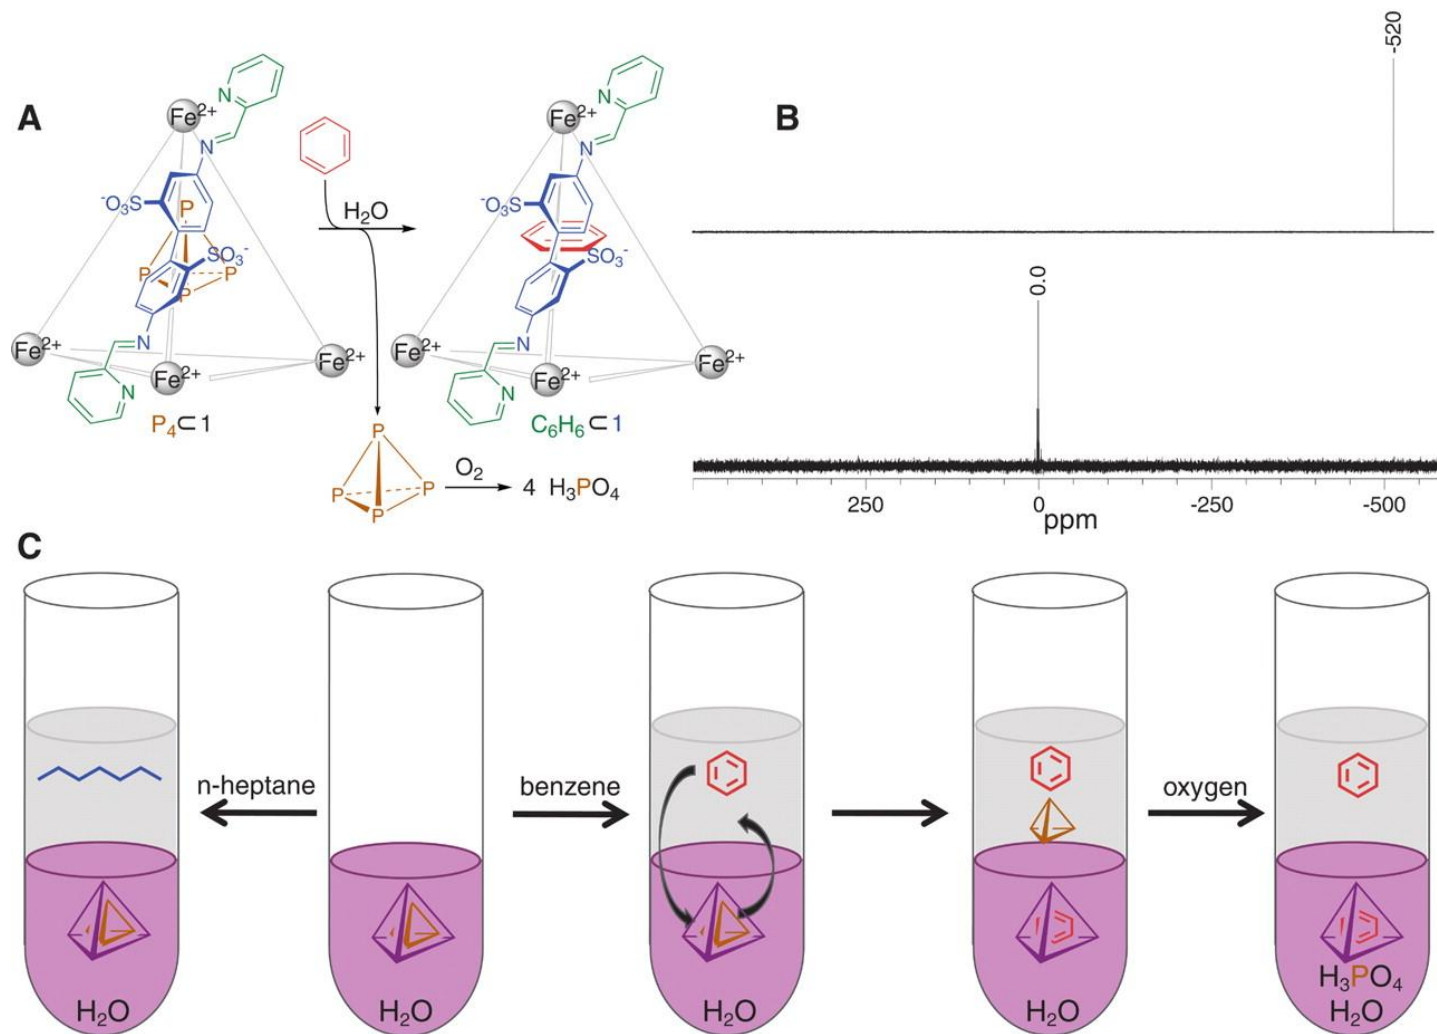 A
Fe2+
N
N
-O3S
P
SO3-
P
P
P
N
Fe2+
Fe2+
Fe2+
N
P4⊂1
H2O
Fe2+
N
N
-O3S
SO3-
N
Fe2+
Fe2+
Fe2+
N
C6H6⊂1
P
P
P
P
O2
4 H3PO4
B
-520
0.0
250
0
-250
-500
ppm
C
n-heptane
benzene
oxygen
H2O
H2O
H2O
H2O
H3PO4
H2O